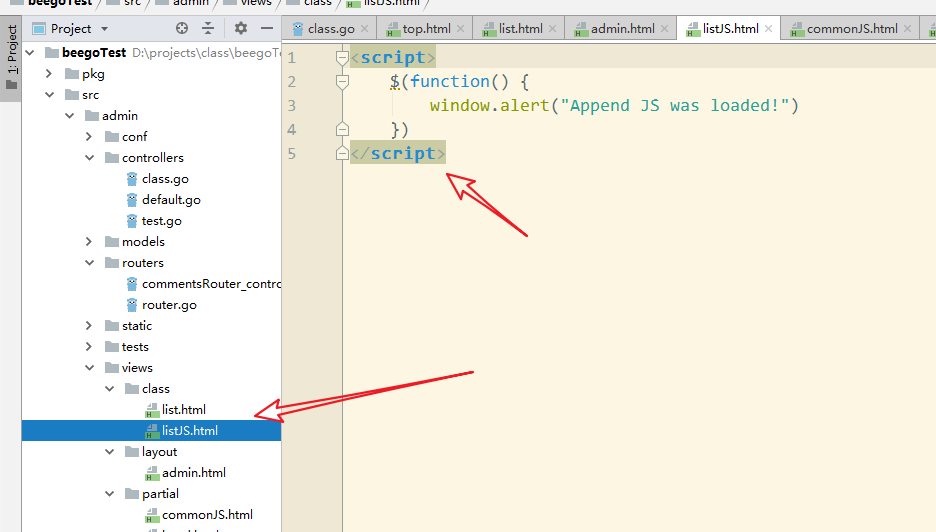 beegoTest src admin views class listJS.html
1: Project
Project
class.go top.html list.html admin.html listJS.html commonJS.html
beegoTest D:\projects\class\beegoT
pkg
src
admin
conf
controllers
class.go
default.go
test.go
models
routers
commentsRouter_contro
router.go
static
tests
views
class
list.html
listJS.html
layout
admin.html
partial
commonJS.html
1 <script>
2 $(function() {
3 window.alert("Append JS was loaded!")
4 })
5 </script>